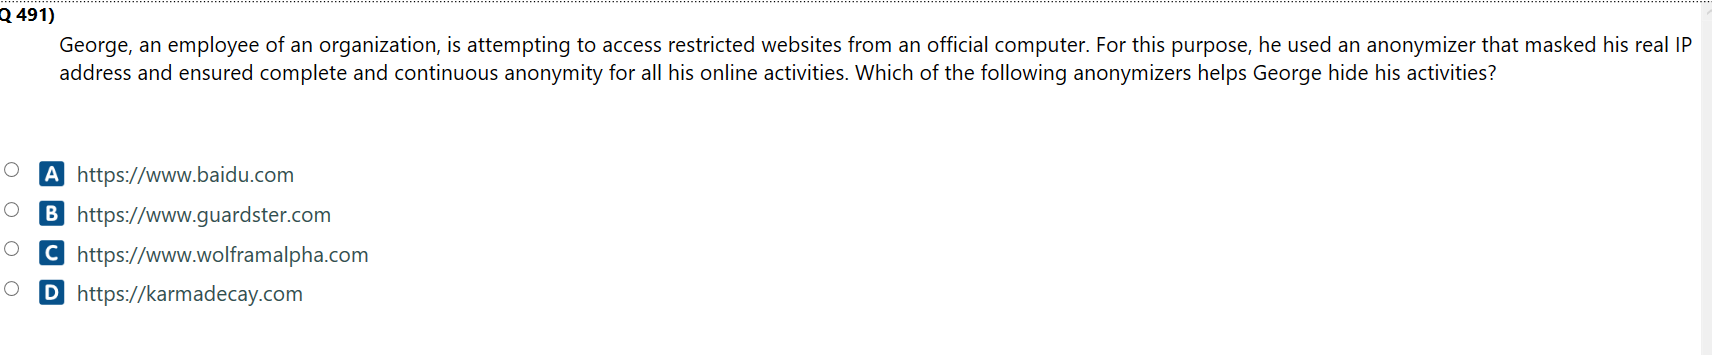 Q 491)
George, an employee of an organization, is attempting to access restricted websites from an official computer. For this purpose, he used an anonymizer that masked his real IP
address and ensured complete and continuous anonymity for all his online activities. Which of the following anonymizers helps George hide his activities?
A https://www.baidu.com
B https://www.guardster.com
C https://www.wolframalpha.com
D https://karmadecay.com